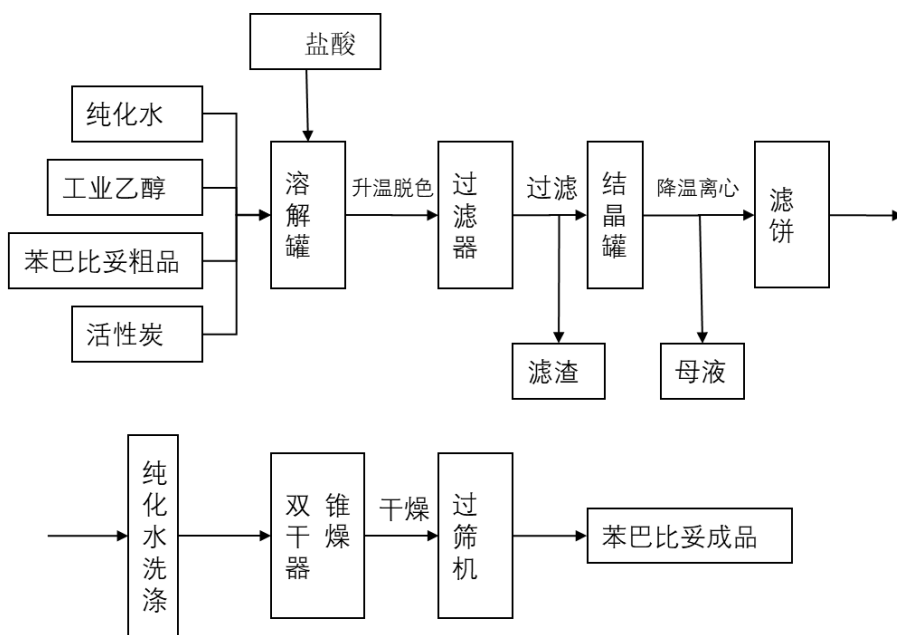 盐酸
纯化水
工业乙醇
苯巴比妥粗品
活性炭
溶解罐
升温脱色
过滤器
过滤
结晶罐
降温离心
滤饼
滤渣
母液
纯化水洗涤
双锥
干燥
器
干燥
过筛机
苯巴比妥成品